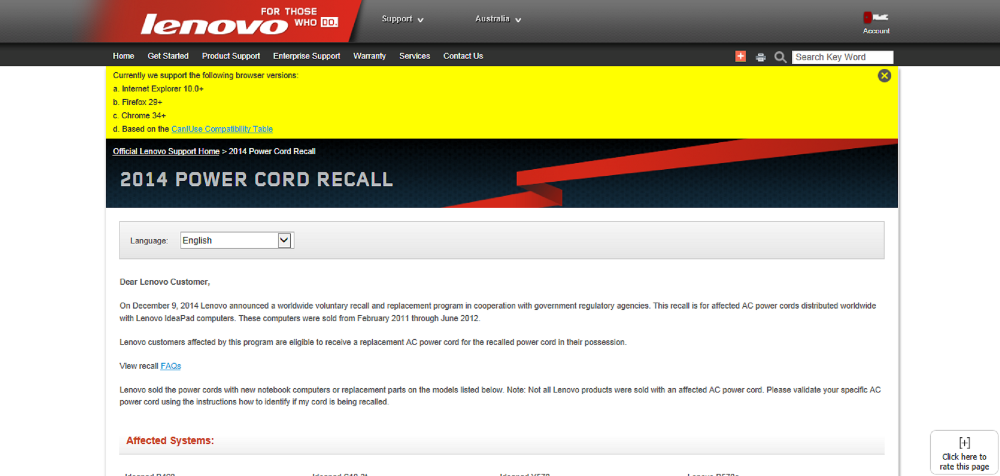 FOR THOSE
lenovo WHO DO.
Support
Australia
Account
Home Get Started Product Support Enterprise Support Warranty Services Contact Us
Search Key Word
Currently we support the following browser versions:
a. Internet Explorer 10.0+
b. Firefox 29+
c. Chrome 34+
d. Based on the CanIUse Compatibility Table
Official Lenovo Support Home > 2014 Power Cord Recall
2014 POWER CORD RECALL
Language: English
Dear Lenovo Customer,
On December 9, 2014 Lenovo announced a worldwide voluntary recall and replacement program in cooperation with government regulatory agencies. This recall is for affected AC power cords distributed worldwide
with Lenovo IdeaPad computers. These computers were sold from February 2011 through June 2012.
Lenovo customers affected by this program are eligible to receive a replacement AC power cord for the recalled power cord in their possession.
View recall FAQs
Lenovo sold the power cords with new notebook computers or replacement parts on the models listed below. Note: Not all Lenovo products were sold with an affected AC power cord. Please validate your specific AC
power cord using the instructions how to identify if my cord is being recalled.
Affected Systems:
[+]
Click here to
rate this page